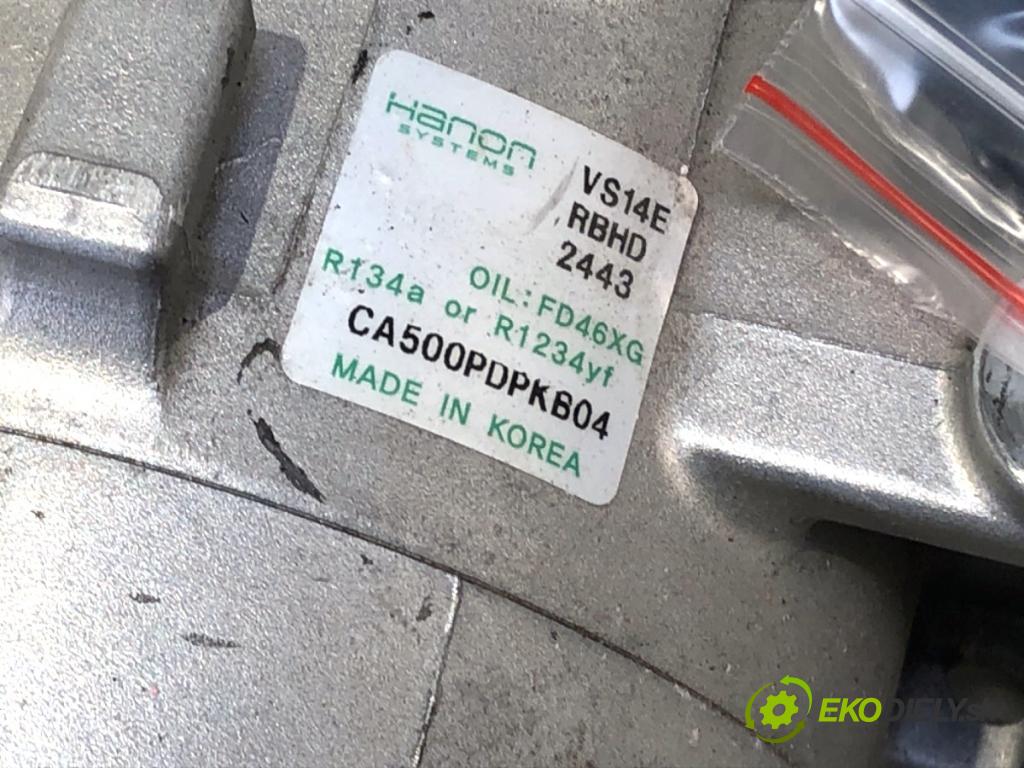 Hanon
SYSTEMS
VS14E
RBHD
2443
OIL:FD46XG
R134a or R1234yf
CA500PDPKB04
MADE IN KOREA
EKODIELY.s